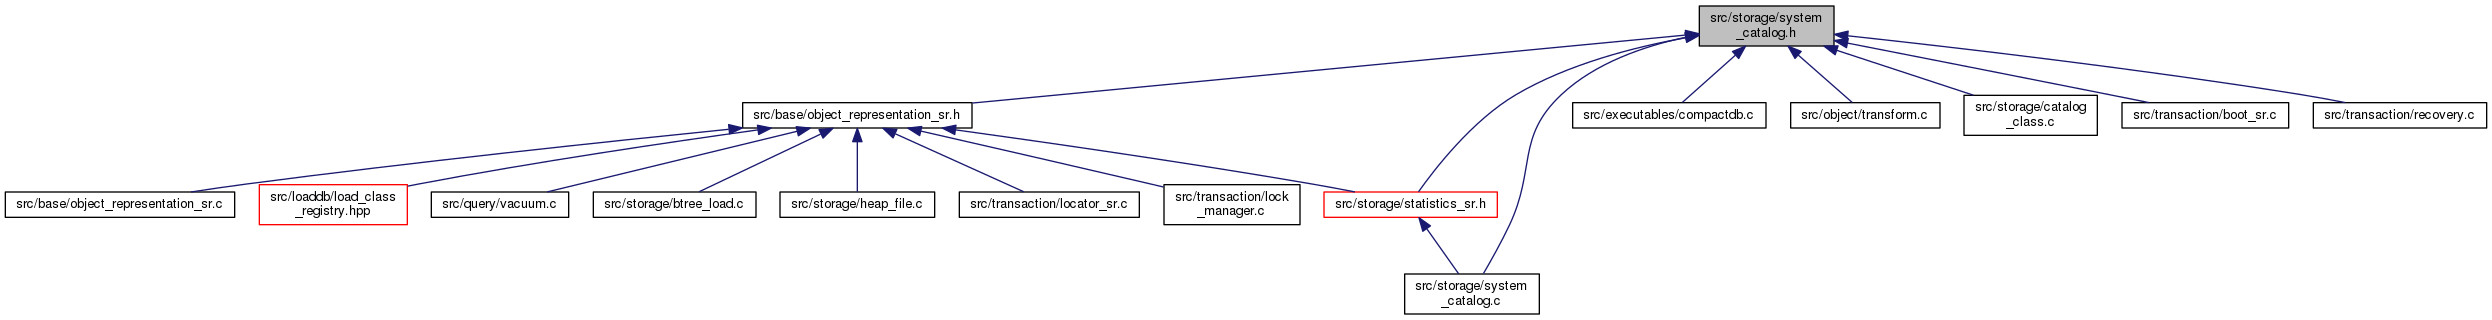 src/storage/system
_catalog.h
src/base/object_representation_sr.h
src/executables/compactdb.c
src/object/transform.c
src/storage/catalog
_class.c
src/transaction/boot_sr.c
src/transaction/recovery.c
src/base/object_representation_sr.c
src/loaddb/load_class
_registry.hpp
src/query/vacuum.c
src/storage/btree_load.c
src/storage/heap_file.c
src/transaction/locator_sr.c
src/transaction/lock
_manager.c
src/storage/statistics_sr.h
src/storage/system
_catalog.c